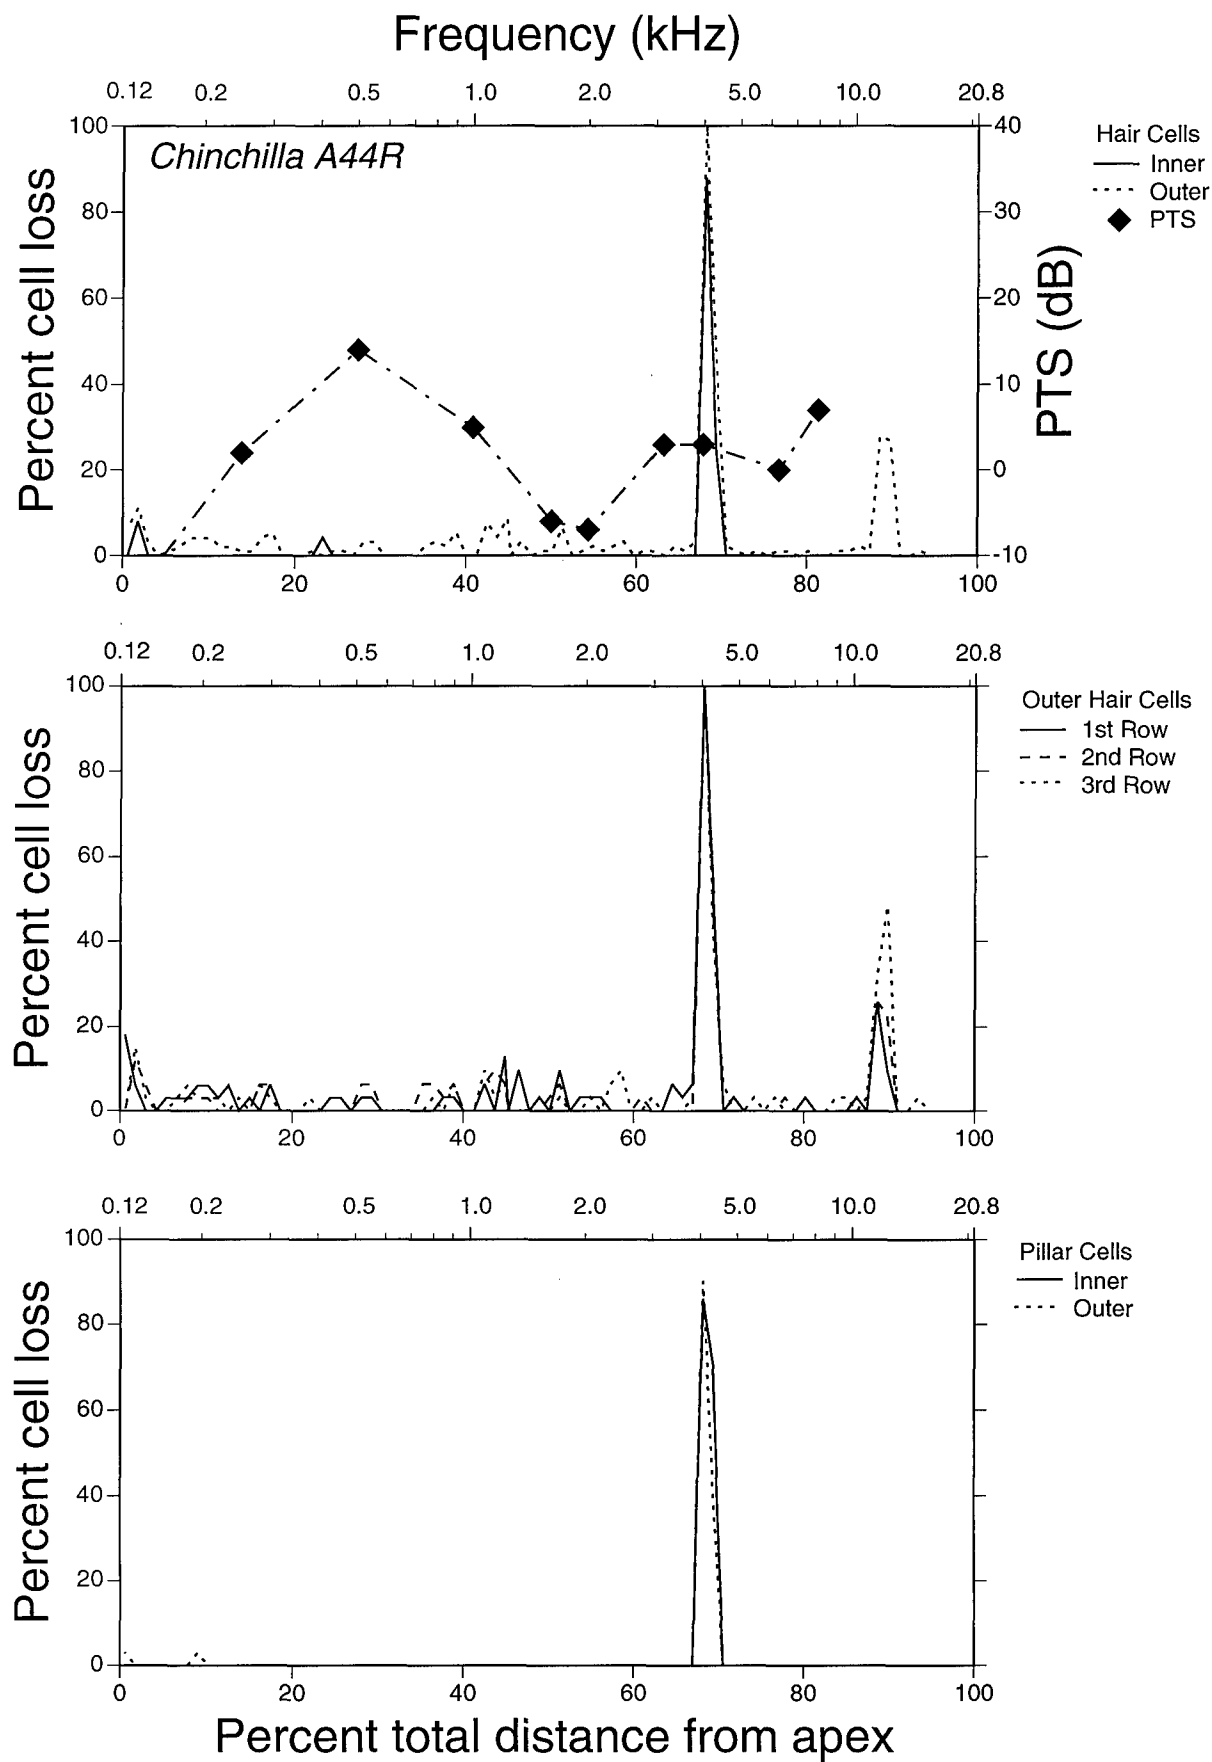 Frequency (kHz)
0.12 0.2 0.5 1.0 2.0 5.0 10.0 20.8
Chinchilla A44R
Percent cell loss
100
80
60
40
20
0
PTS (dB)
40
30
20
10
0
-10
Hair Cells
Inner
Outer
PTS
0 20 40 60 80 100
0.12 0.2 0.5 1.0 2.0 5.0 10.0 20.8
Percent cell loss
100
80
60
40
20
0
Outer Hair Cells
1st Row
2nd Row
3rd Row
0 20 40 60 80 100
0.12 0.2 0.5 1.0 2.0 5.0 10.0 20.8
Percent cell loss
100
80
60
40
20
0
Pillar Cells
Inner
Outer
0 20 40 60 80 100
Percent total distance from apex